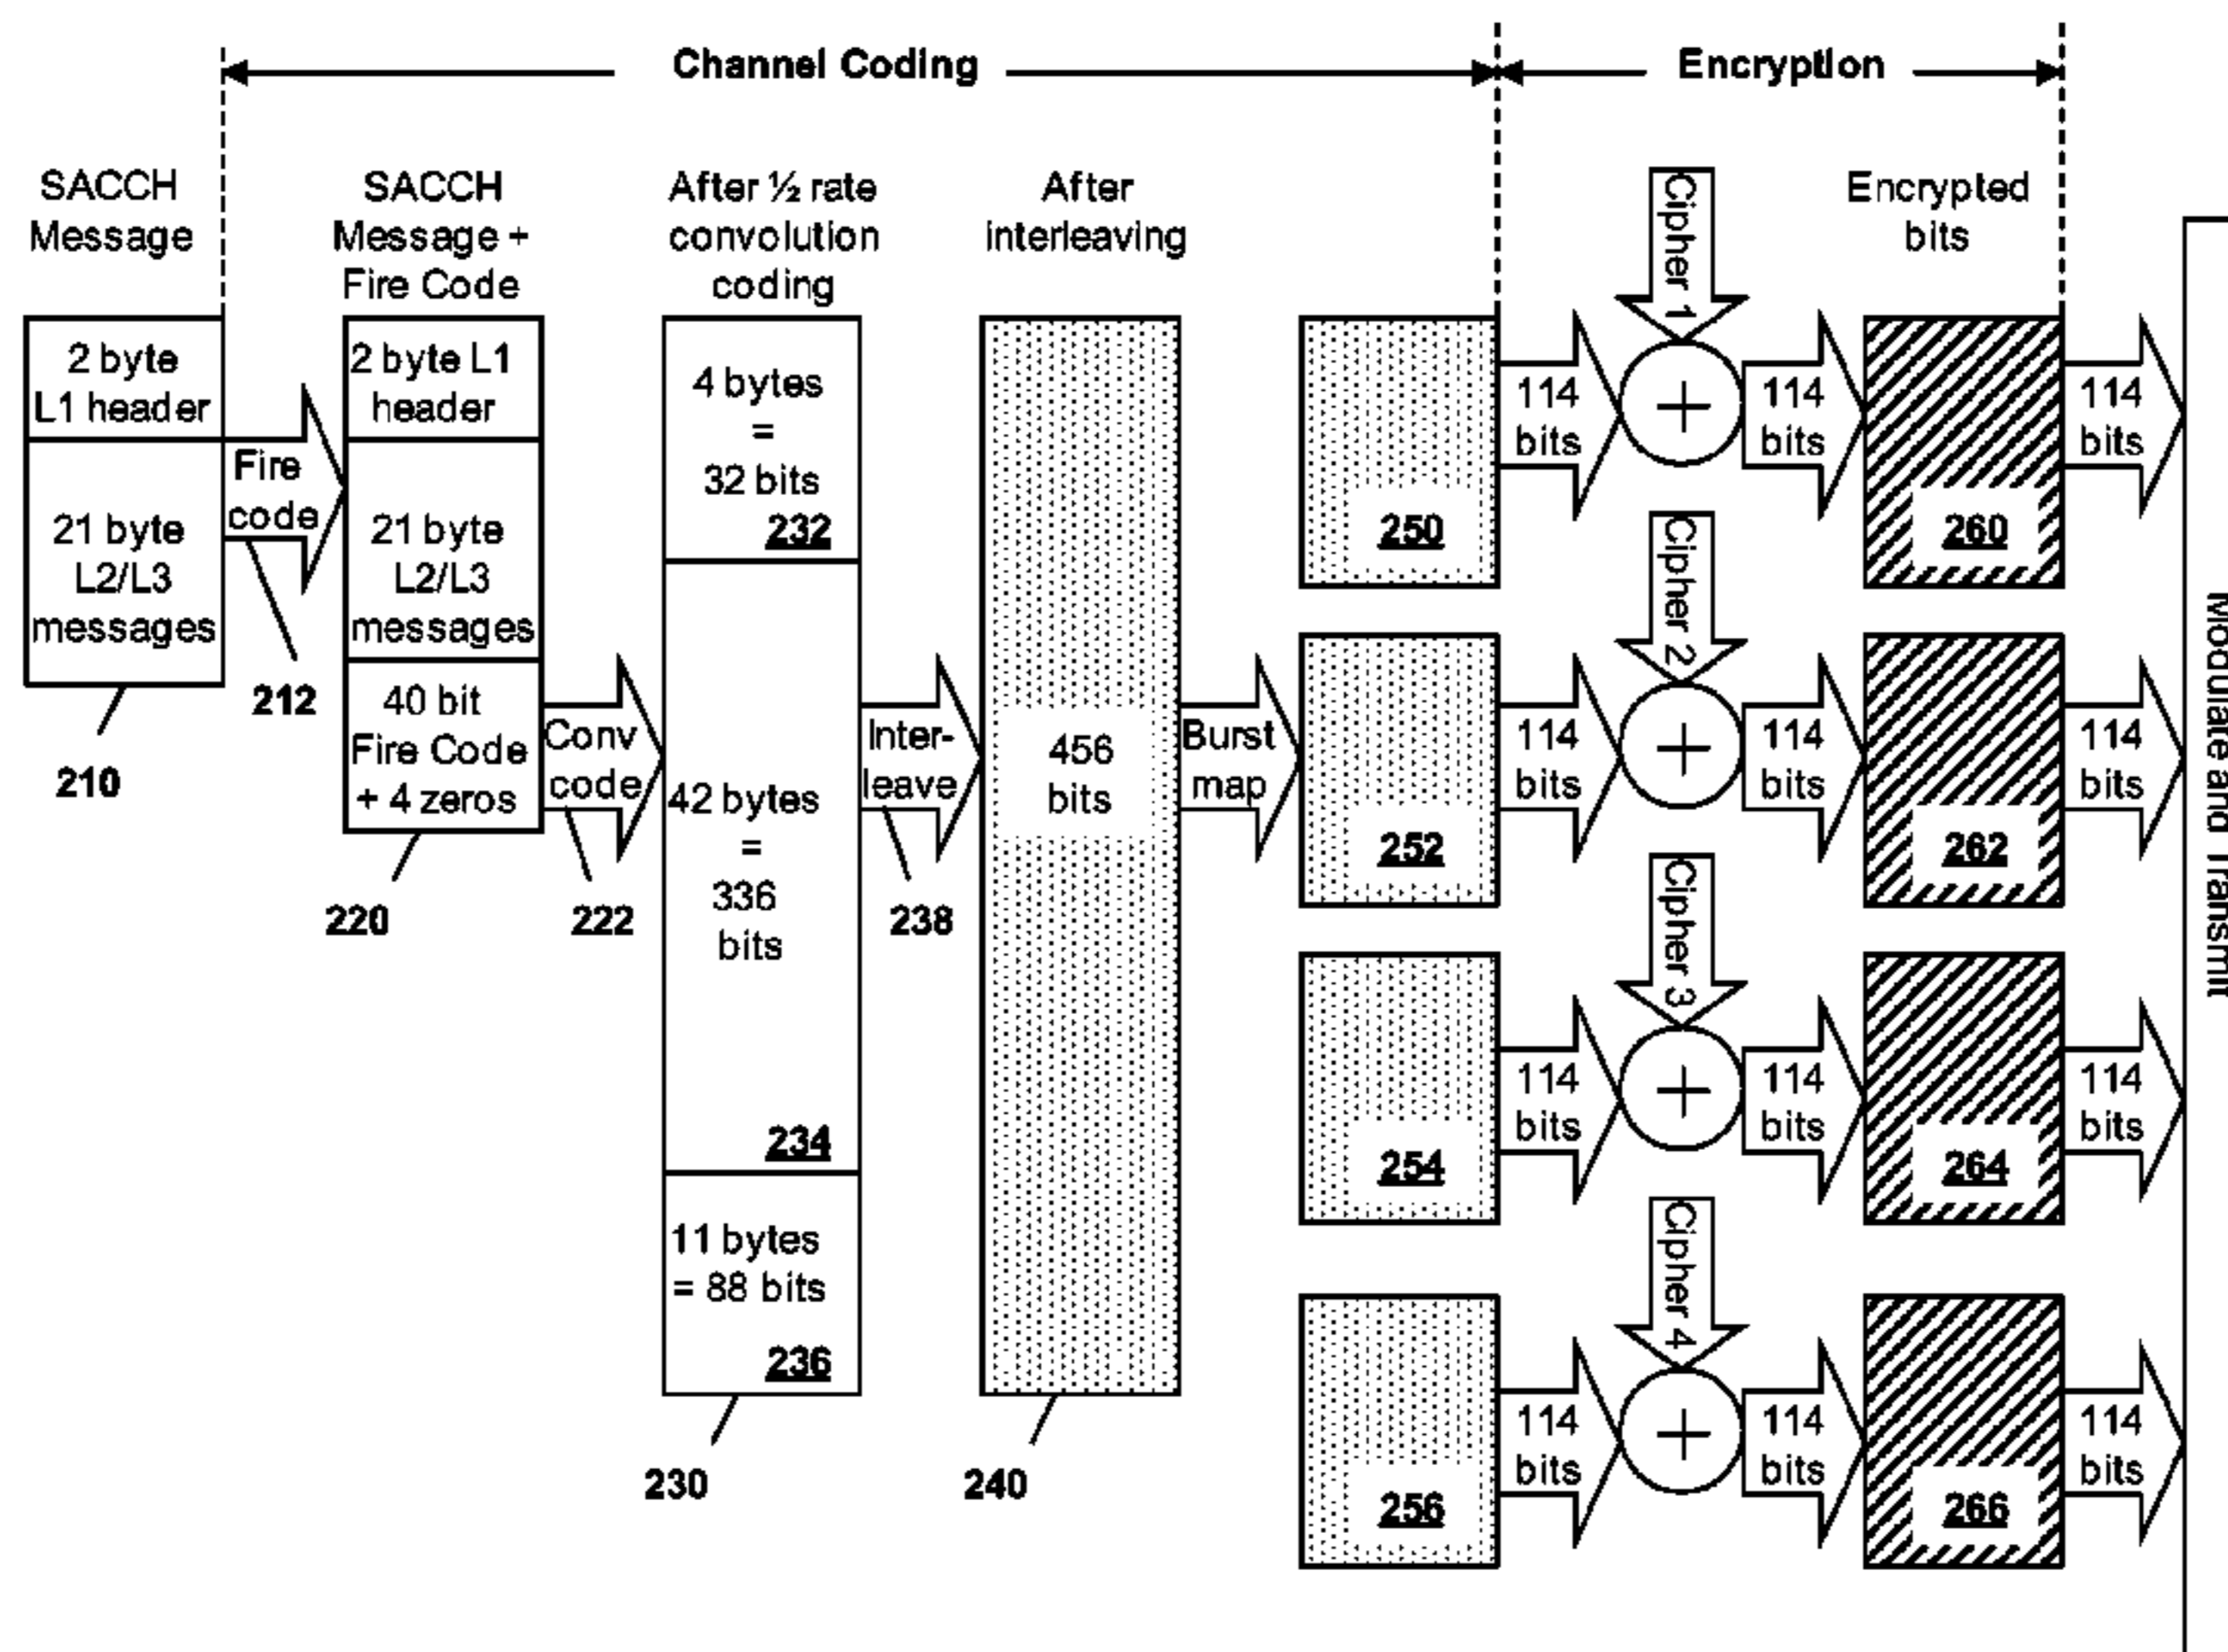 Channel Coding
Encryption
SACCH
Message
SACCH
Message +
Fire Code
After ½ rate
convolution
coding
After
interleaving
Encrypted
bits
2 byte
L1 header
21 byte
L2/L3
messages
210
Fire
code
212
2 byte L1
header
21 byte
L2/L3
messages
40 bit
Fire Code
+ 4 zeros
220
Conv
code
222
4 bytes
=
32 bits
232
42 bytes
=
336
bits
234
11 bytes
= 88 bits
236
230
Inter-
leave
238
456
bits
240
Burst
map
250
114
bits
Cipher 1
+
114
bits
260
114
bits
252
114
bits
Cipher 2
+
114
bits
262
114
bits
254
114
bits
Cipher 3
+
114
bits
264
114
bits
256
114
bits
Cipher 4
+
114
bits
266
114
bits
Modulate and Transmit